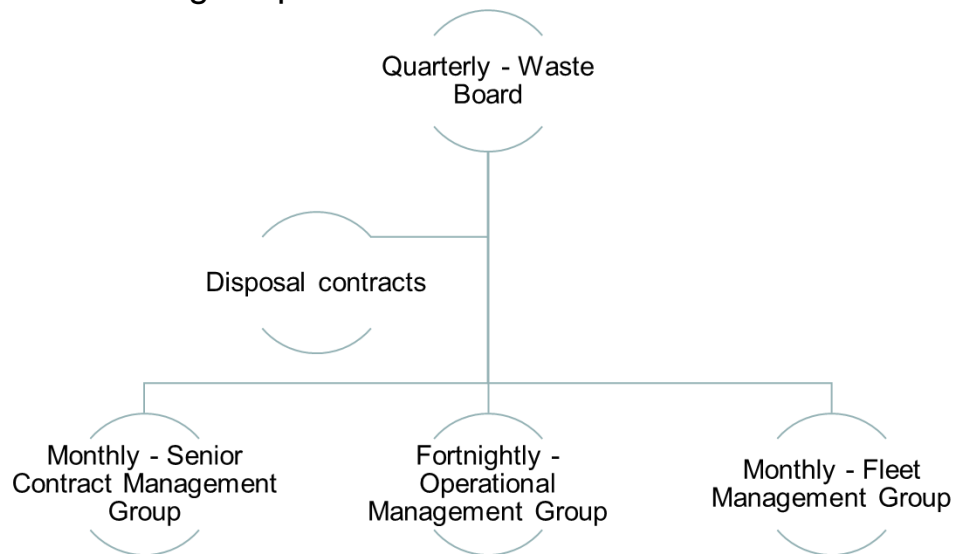 Quarterly - Waste
Board
Disposal contracts
Monthly - Senior
Contract Management
Group
Fortnightly -
Operational
Management Group
Monthly - Fleet
Management Group